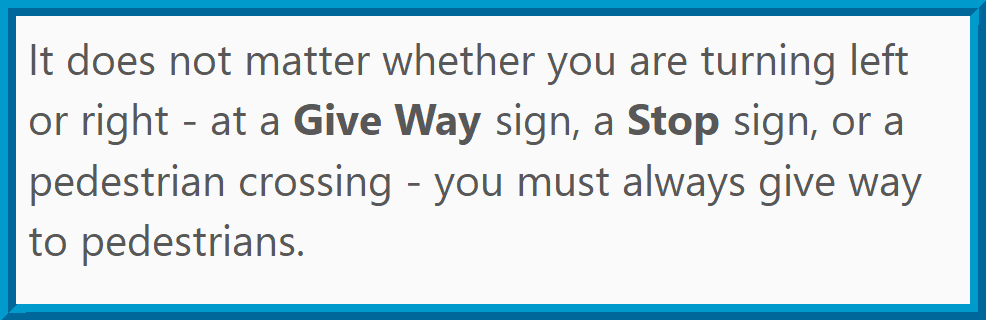 It does not matter whether you are turning left
or right - at a Give Way sign, a Stop sign, or a
pedestrian crossing - you must always give way
to pedestrians.